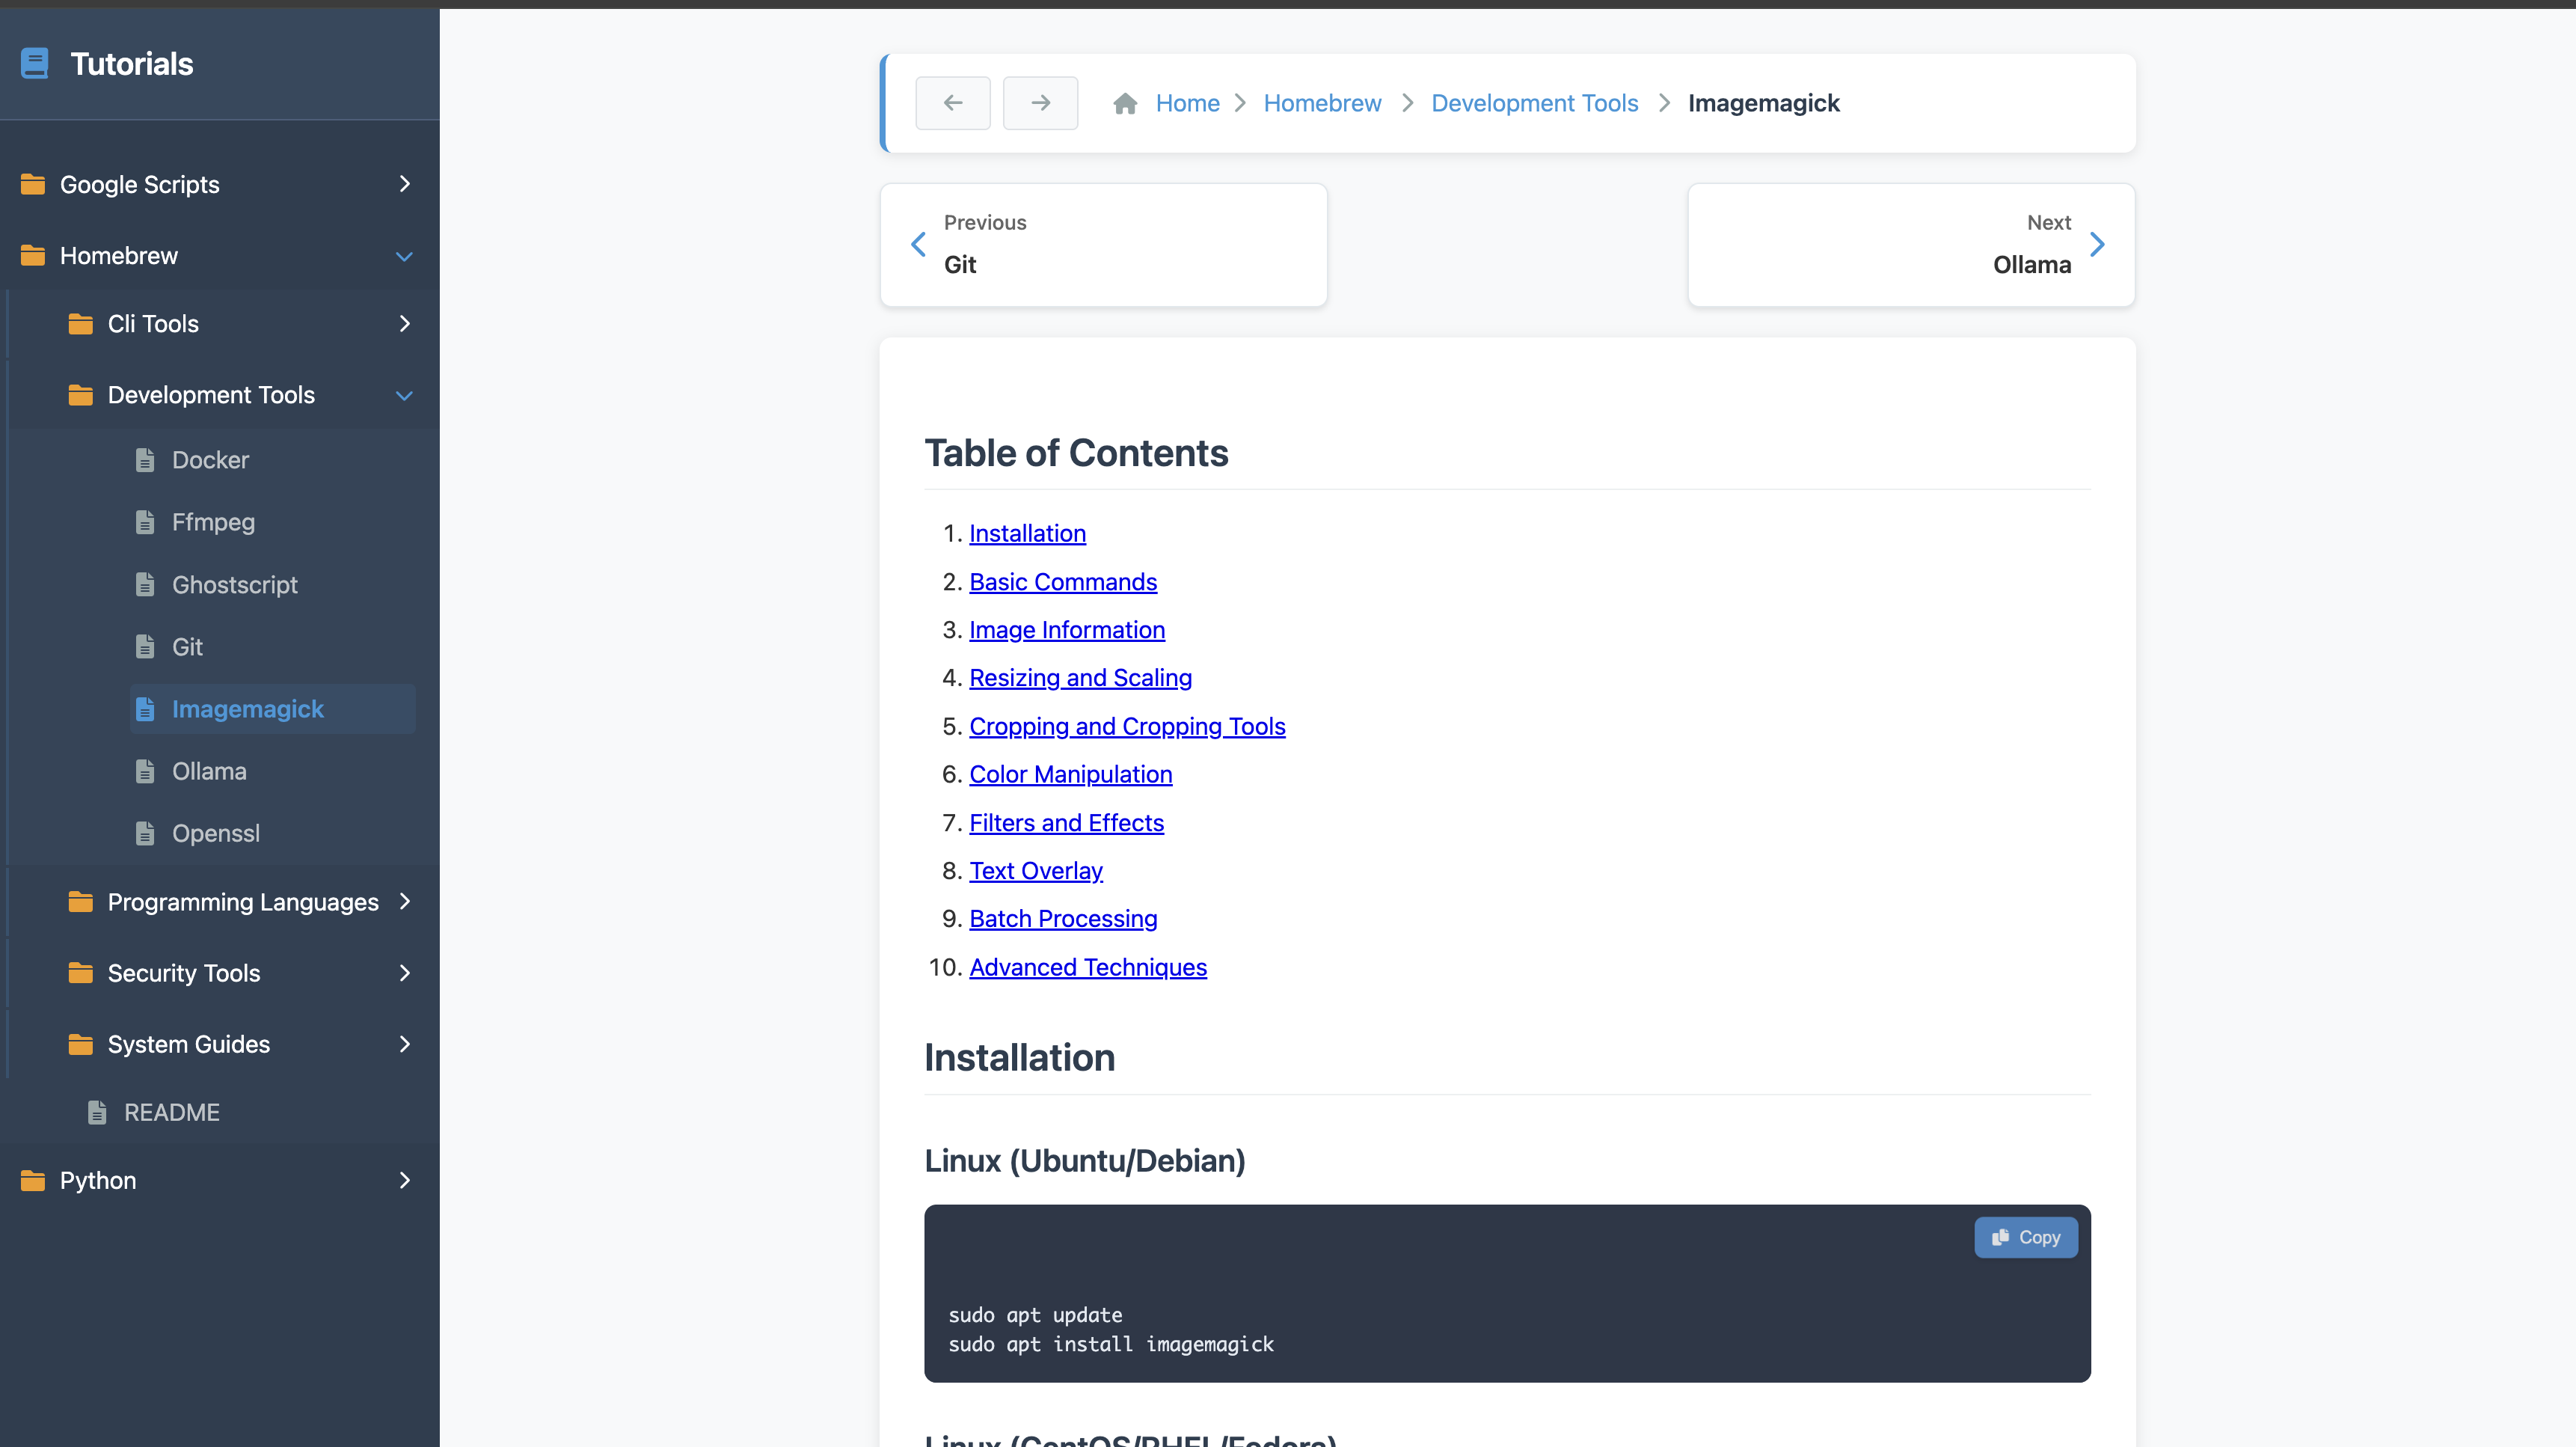 Tutorials
Google Scripts
Homebrew
Cli Tools
Development Tools
Docker
Ffmpeg
Ghostscript
Git
Imagemagick
Ollama
Openssl
Programming Languages
Security Tools
System Guides
README
Python
Home > Homebrew > Development Tools > Imagemagick
Previous
Git
Next
Ollama
Table of Contents
1. Installation
2. Basic Commands
3. Image Information
4. Resizing and Scaling
5. Cropping and Cropping Tools
6. Color Manipulation
7. Filters and Effects
8. Text Overlay
9. Batch Processing
10. Advanced Techniques
Installation
Linux (Ubuntu/Debian)
Copy
sudo apt update
sudo apt install imagemagick
Linux (CentOS/RHEL/Fedora)